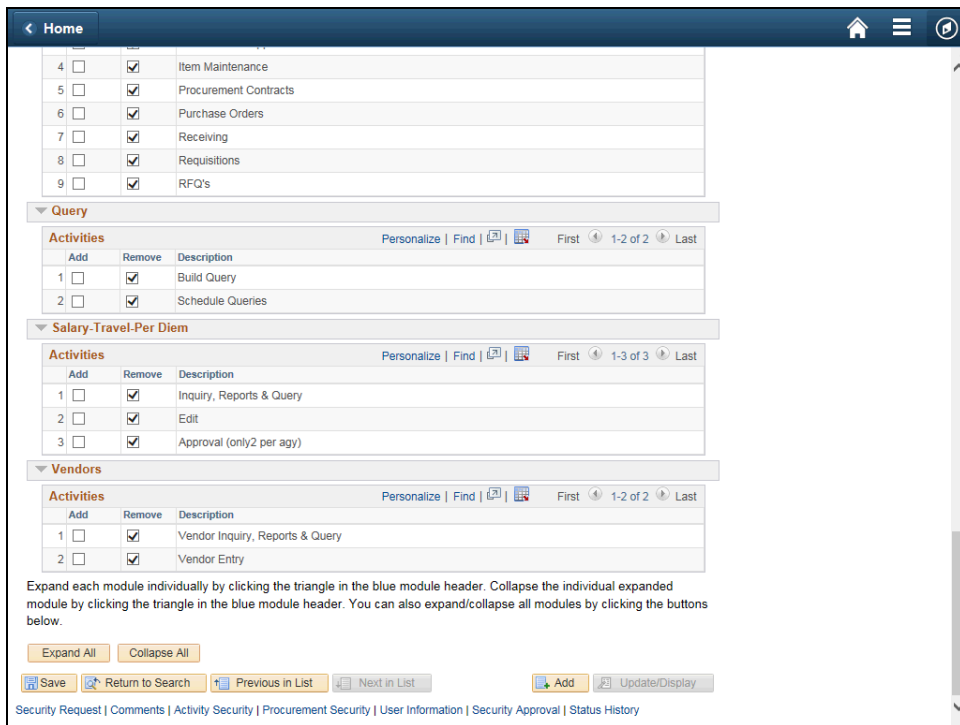 Home
4 Item Maintenance
5 Procurement Contracts
6 Purchase Orders
7 Receiving
8 Requisitions
9 RFQ's
Query
Activities Personalize | Find | | First 1-2 of 2 Last
Add Remove Description
1 Build Query
2 Schedule Queries
Salary-Travel-Per Diem
Activities Personalize | Find | | First 1-3 of 3 Last
Add Remove Description
1 Inquiry, Reports & Query
2 Edit
3 Approval (only2 per agy)
Vendors
Activities Personalize | Find | | First 1-2 of 2 Last
Add Remove Description
1 Vendor Inquiry, Reports & Query
2 Vendor Entry
Expand each module individually by clicking the triangle in the blue module header. Collapse the individual expanded
module by clicking the triangle in the blue module header. You can also expand/collapse all modules by clicking the buttons
below.
Expand All Collapse All
Save Return to Search Previous in List Next in List Add Update/Display
Security Request | Comments | Activity Security | Procurement Security | User Information | Security Approval | Status History